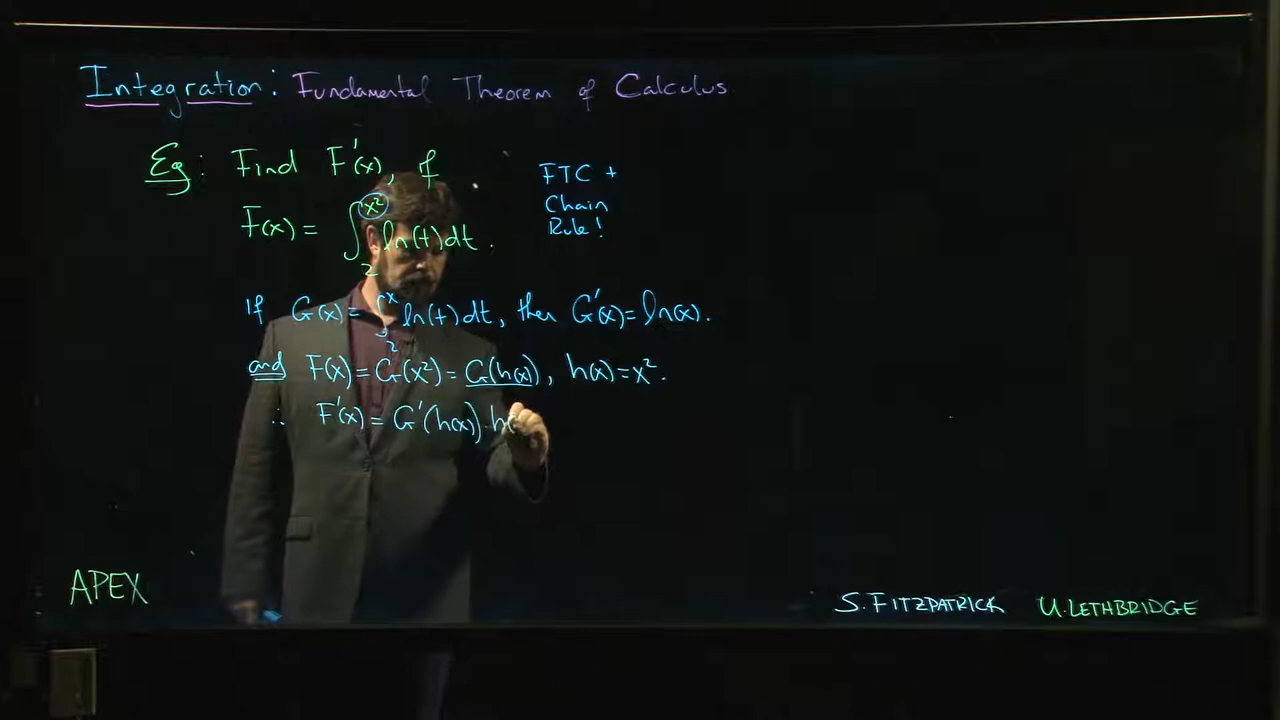 Integration: Fundamental Theorem of Calculus
Eg: Find F'(x), if
F(x) = ∫₂^{x²} ln(t)dt.
FTC +
Chain
Rule!
If G(x) = ∫₂^x ln(t)dt, then G'(x) = ln(x).
and F(x) = G(x²) = G(h(x)), h(x) = x².
∴ F'(x) = G'(h(x))·h
APEX
S. FITZPATRICK U. LETHBRIDGE